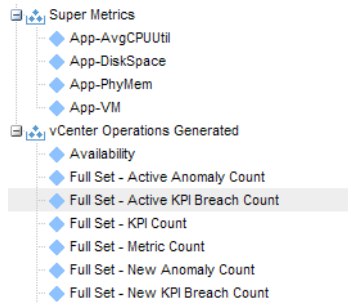 Super Metrics
App-AvgCPUUtil
App-DiskSpace
App-PhyMem
App-VM
vCenter Operations Generated
Availability
Full Set - Active Anomaly Count
Full Set - Active KPI Breach Count
Full Set - KPI Count
Full Set - Metric Count
Full Set - New Anomaly Count
Full Set - New KPI Breach Count